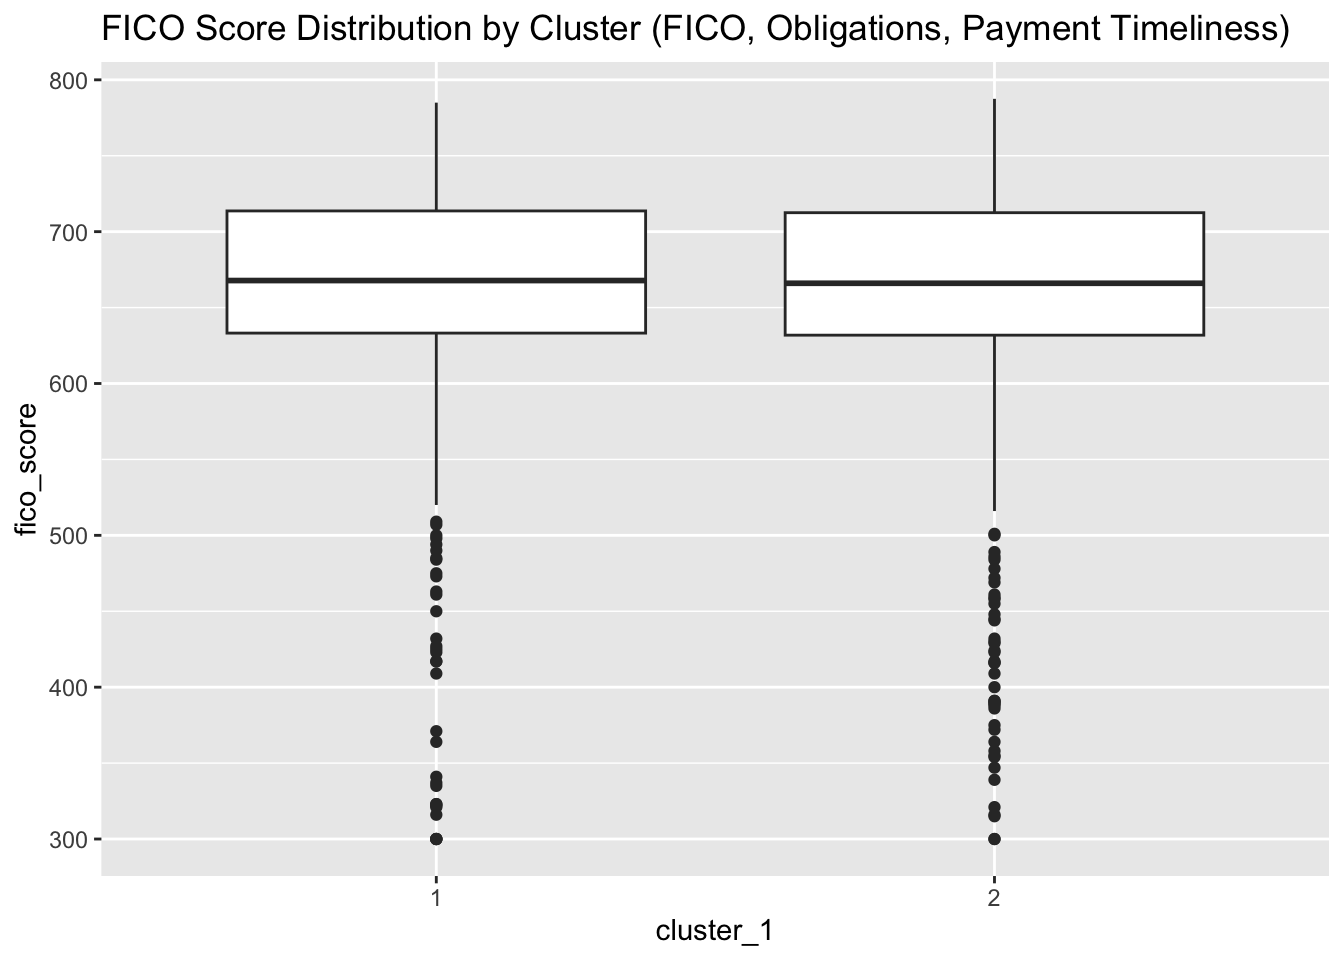 FICO Score Distribution by Cluster (FICO, Obligations, Payment Timeliness)
800
700
600
500
400
300
fico_score
1 2
cluster_1